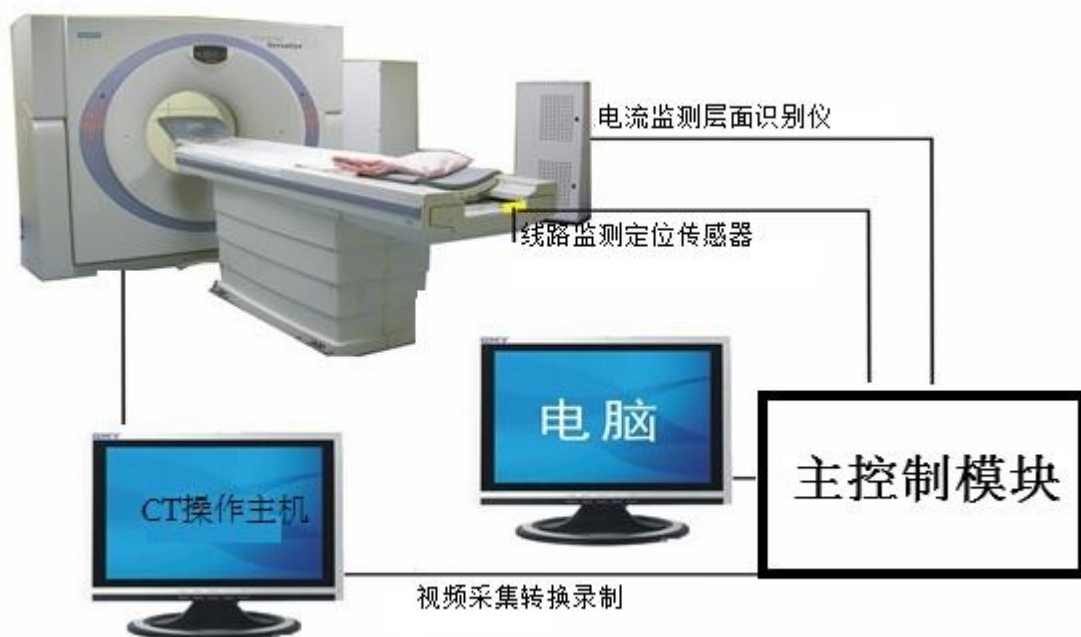 电流监测层面识别仪
线路监测定位传感器
电脑
主控制模块
CT操作主机
视频采集转换录制